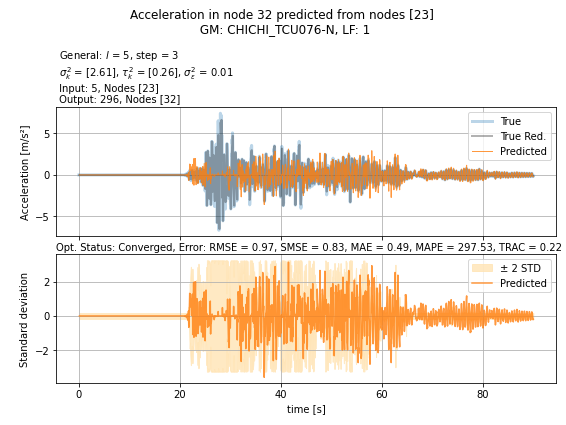 Acceleration in node 32 predicted from nodes [23]
GM: CHICHI_TCU076-N, LF: 1
General: l = 5, step = 3
σ²ₖ = [2.61], τ²ₖ = [0.26], σ²ε = 0.01
Input: 5, Nodes [23]
Output: 296, Nodes [32]
Acceleration [m/s²]
5
0
−5
True
True Red.
Predicted
Opt. Status: Converged, Error: RMSE = 0.97, SMSE = 0.83, MAE = 0.49, MAPE = 297.53, TRAC = 0.22
Standard deviation
2
0
−2
± 2 STD
Predicted
0 20 40 60 80
time [s]